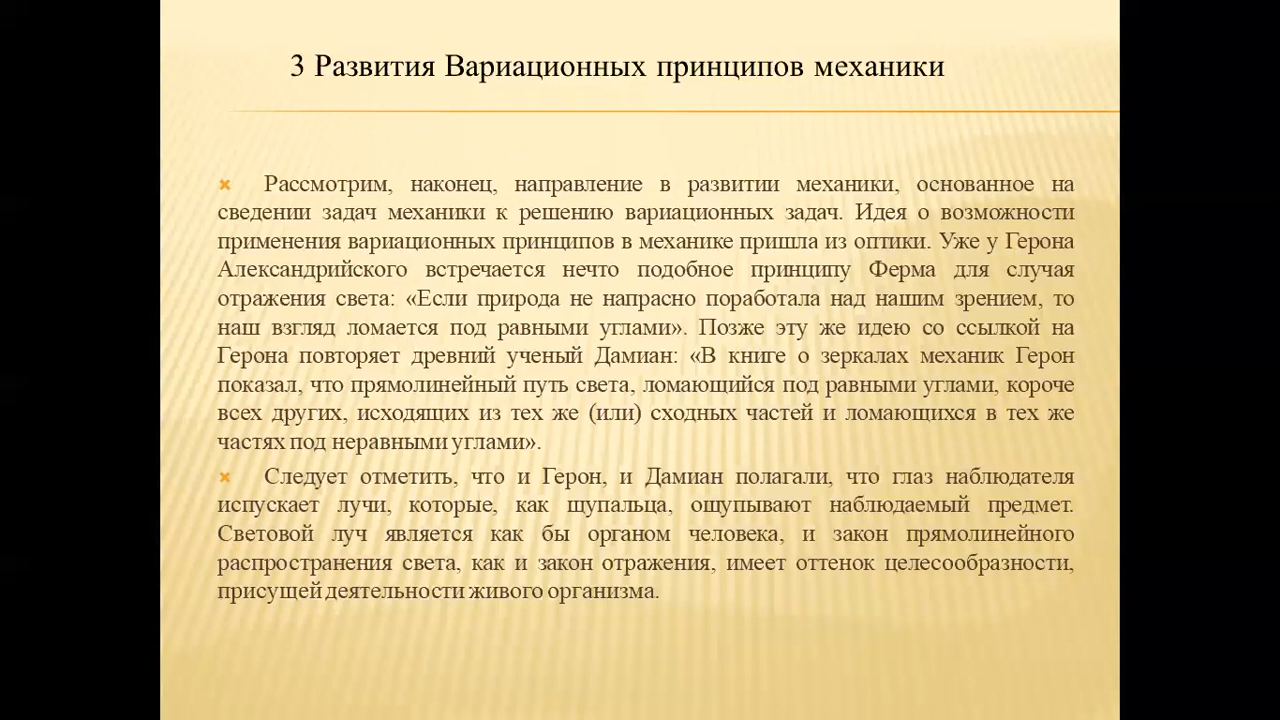 3 Развития Вариационных принципов механики
Рассмотрим, наконец, направление в развитии механики, основанное на
сведении задач механики к решению вариационных задач. Идея о возможности
применения вариационных принципов в механике пришла из оптики. Уже у Герона
Александрийского встречается нечто подобное принципу Ферма для случая
отражения света: «Если природа не напрасно поработала над нашим зрением, то
наш взгляд ломается под равными углами». Позже эту же идею со ссылкой на
Герона повторяет древний ученый Дамиан: «В книге о зеркалах механик Герон
показал, что прямолинейный путь света, ломающийся под равными углами, короче
всех других, исходящих из тех же (или) сходных частей и ломающихся в тех же
частях под неравными углами».
Следует отметить, что и Герон, и Дамиан полагали, что глаз наблюдателя
испускает лучи, которые, как щупальца, ощупывают наблюдаемый предмет.
Световой луч является как бы органом человека, и закон прямолинейного
распространения света, как и закон отражения, имеет оттенок целесообразности,
присущей деятельности живого организма.